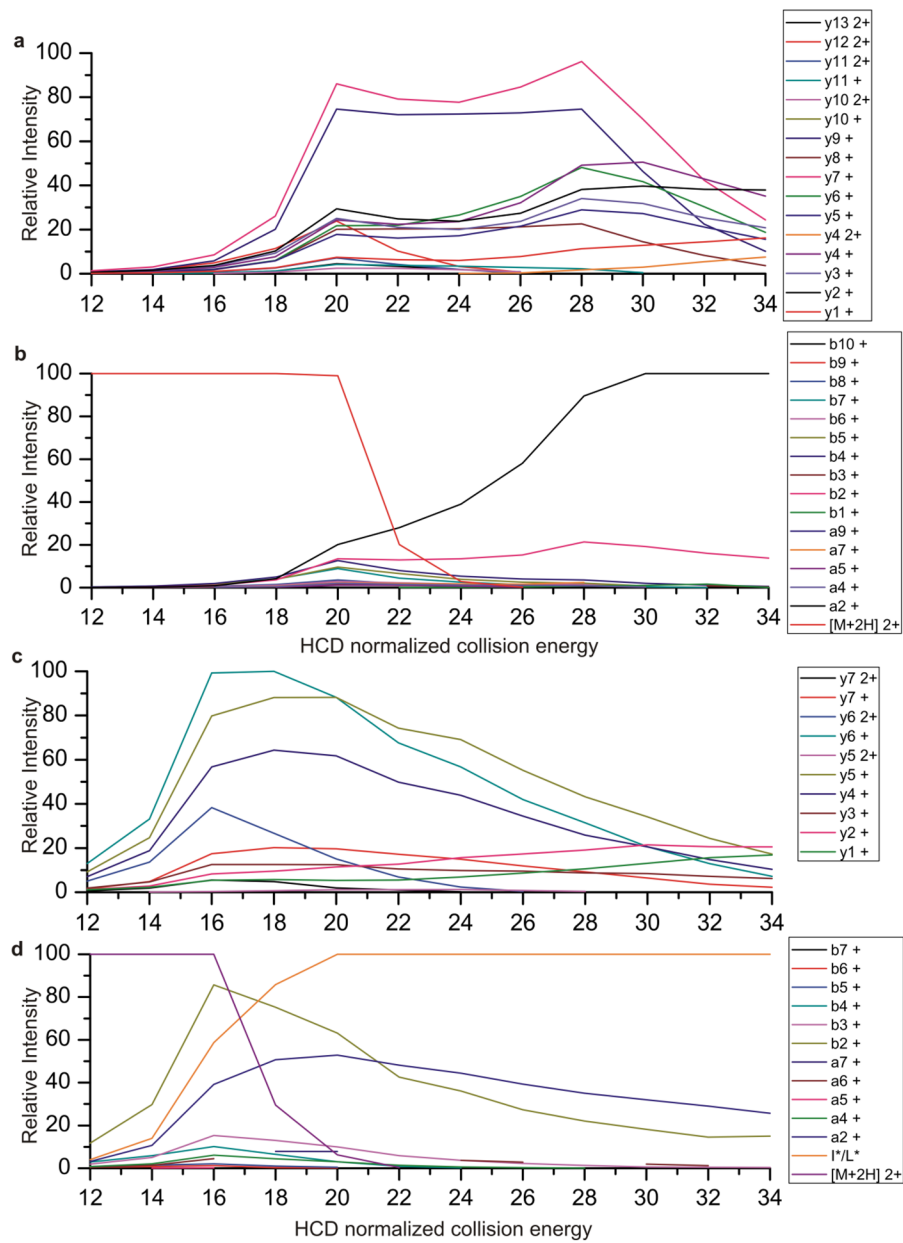 a
Relative Intensity
100
80
60
40
20
0
12 14 16 18 20 22 24 26 28 30 32 34
y13 2+
y12 2+
y11 2+
y11 +
y10 2+
y10 +
y9 +
y8 +
y7 +
y6 +
y5 +
y4 2+
y4 +
y3 +
y2 +
y1 +
b
Relative Intensity
100
80
60
40
20
0
12 14 16 18 20 22 24 26 28 30 32 34
HCD normalized collision energy
b10 +
b9 +
b8 +
b7 +
b6 +
b5 +
b4 +
b3 +
b2 +
b1 +
a9 +
a7 +
a5 +
a4 +
a2 +
[M+2H] 2+
c
Relative Intensity
100
80
60
40
20
0
12 14 16 18 20 22 24 26 28 30 32 34
y7 2+
y7 +
y6 2+
y6 +
y5 2+
y5 +
y4 +
y3 +
y2 +
y1 +
d
Relative Intensity
100
80
60
40
20
0
12 14 16 18 20 22 24 26 28 30 32 34
HCD normalized collision energy
b7 +
b6 +
b5 +
b4 +
b3 +
b2 +
a7 +
a6 +
a5 +
a4 +
a2 +
I*/L*
[M+2H] 2+